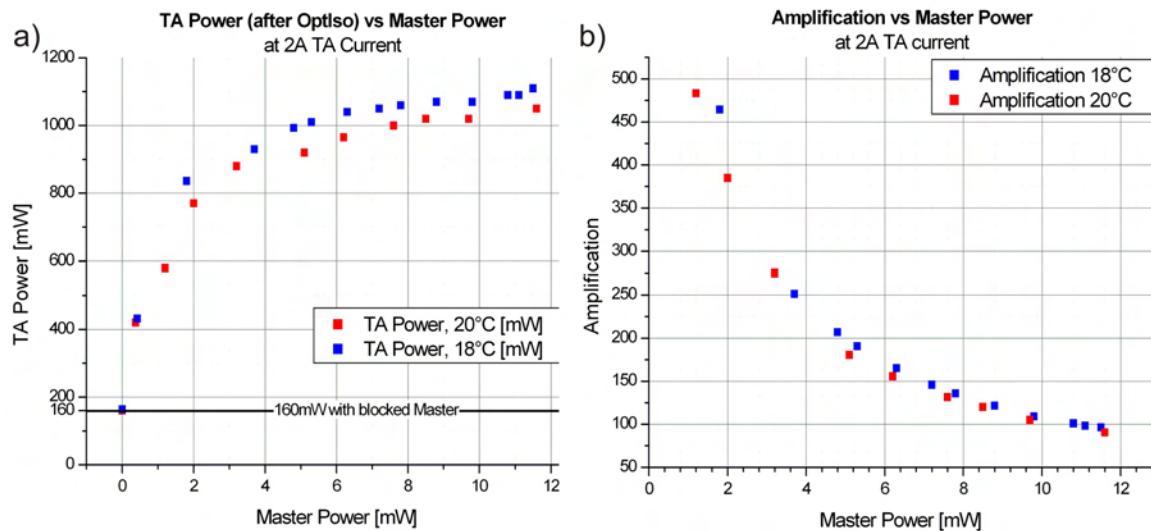 a)
TA Power (after OptIso) vs Master Power
at 2A TA Current
TA Power [mW]
1200
1000
800
600
400
200
160
0
TA Power, 20°C [mW]
TA Power, 18°C [mW]
160mW with blocked Master
0 2 4 6 8 10 12
Master Power [mW]
b)
Amplification vs Master Power
at 2A TA current
Amplification
500
450
400
350
300
250
200
150
100
50
Amplification 18°C
Amplification 20°C
0 2 4 6 8 10 12
Master Power [mW]